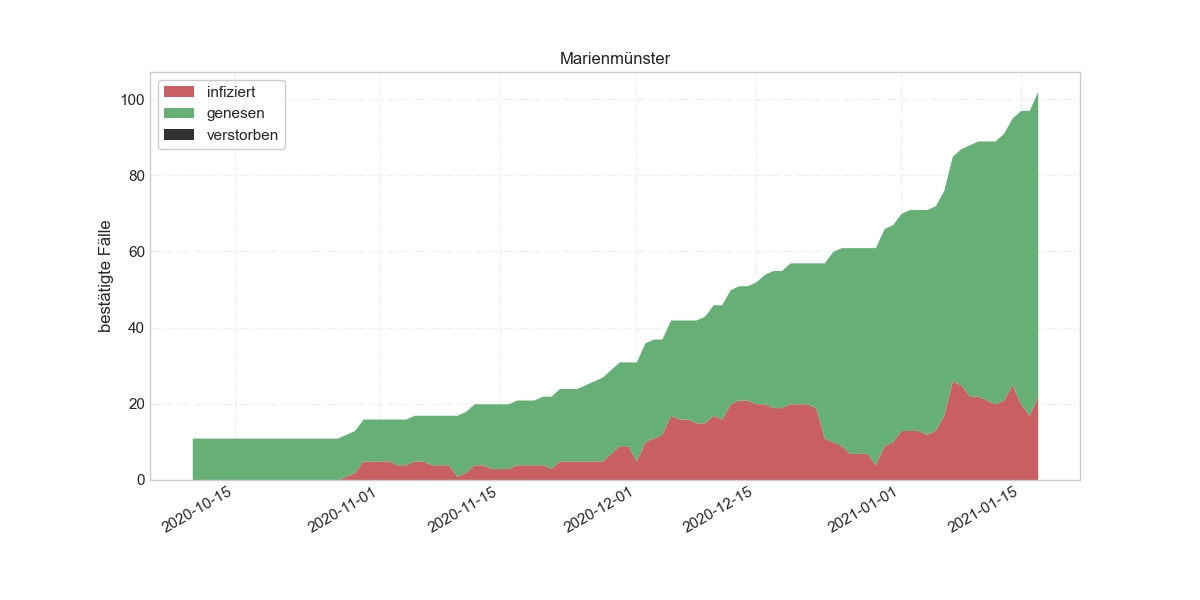 Marienmünster
infiziert
genesen
verstorben
bestätigte Fälle
100
80
60
40
20
0
2020-10-15
2020-11-01
2020-11-15
2020-12-01
2020-12-15
2021-01-01
2021-01-15